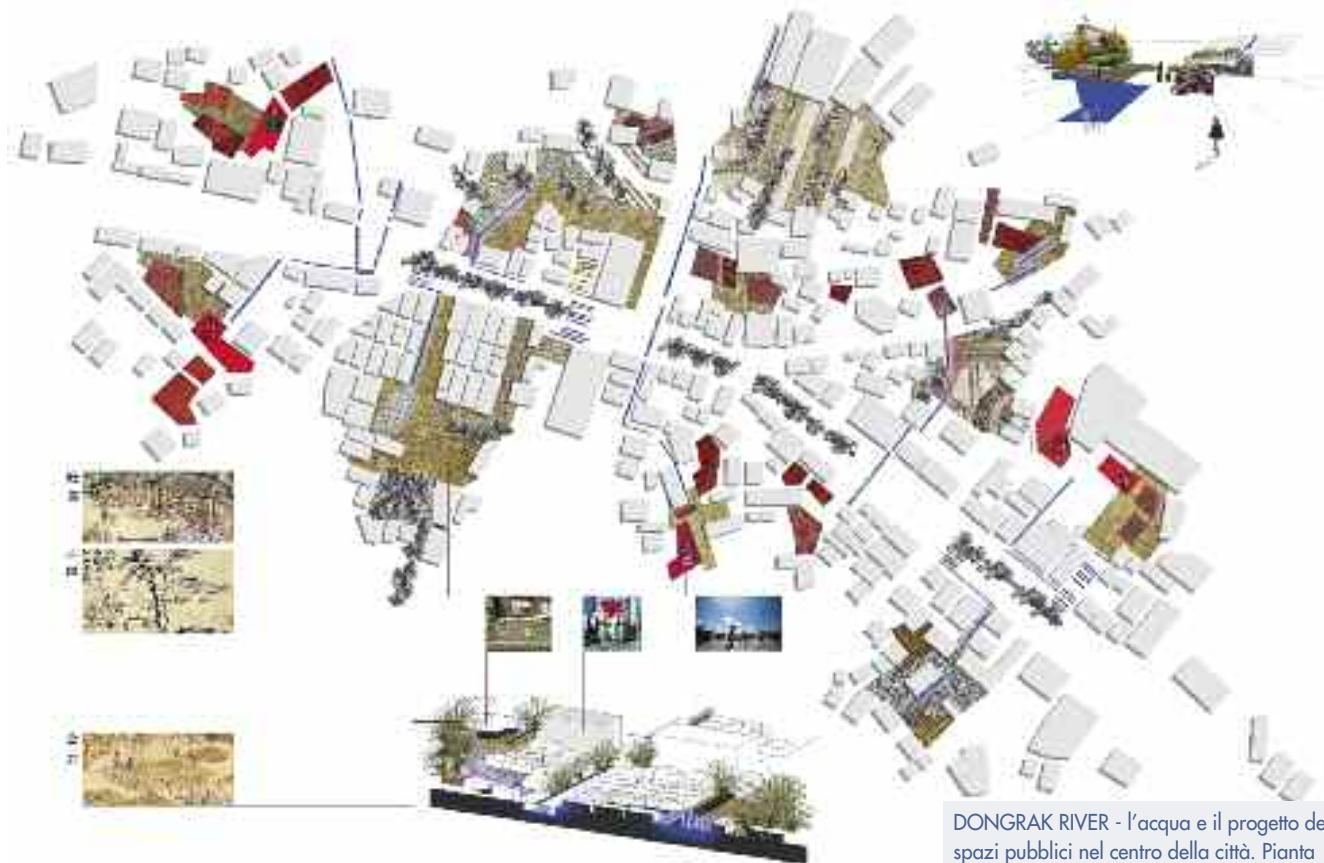 DONGRAK RIVER - l'acqua e il progetto de
spazi pubblici nel centro della città. Pianta